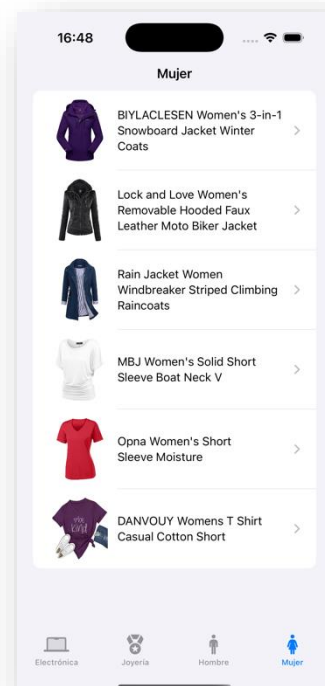 16:48
Mujer
BIYLACLESEN Women's 3-in-1
Snowboard Jacket Winter
Coats
Lock and Love Women's
Removable Hooded Faux
Leather Moto Biker Jacket
Rain Jacket Women
Windbreaker Striped Climbing
Raincoats
MBJ Women's Solid Short
Sleeve Boat Neck V
Opna Women's Short
Sleeve Moisture
DANVOUY Womens T Shirt
Casual Cotton Short
kind
Electrónica
Joyería
Hombre
Mujer